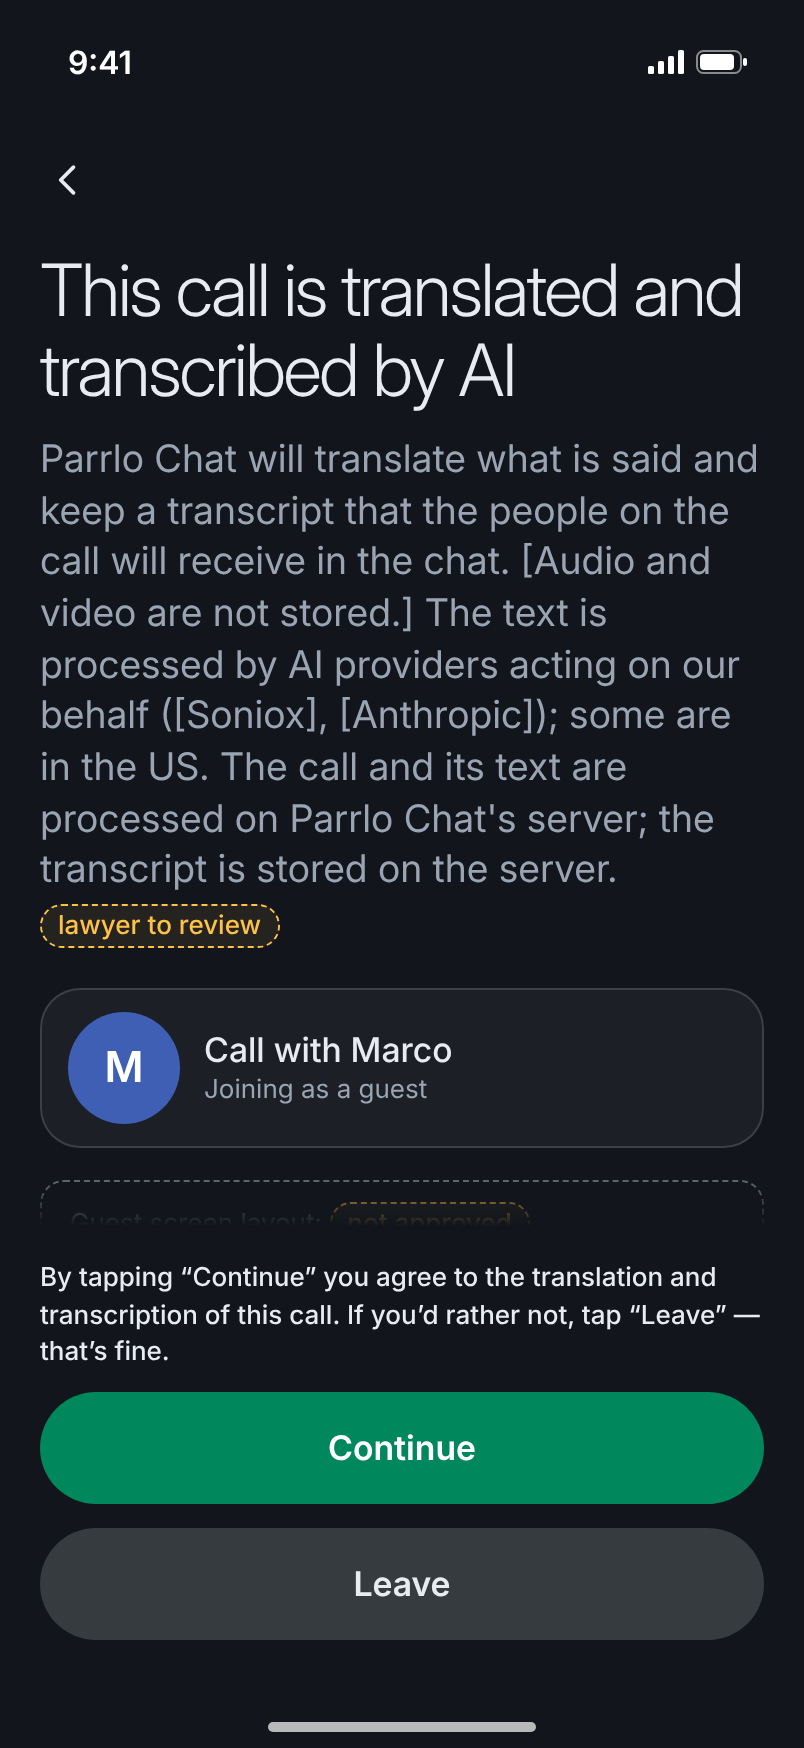 9:41
This call is translated and
transcribed by AI
Parrlo Chat will translate what is said and
keep a transcript that the people on the
call will receive in the chat. [Audio and
video are not stored.] The text is
processed by AI providers acting on our
behalf ([Soniox], [Anthropic]); some are
in the US. The call and its text are
processed on Parrlo Chat's server; the
transcript is stored on the server.
lawyer to review
M
Call with Marco
Joining as a guest
Guest screen layout: not approved
By tapping “Continue” you agree to the translation and
transcription of this call. If you’d rather not, tap “Leave” —
that’s fine.
Continue
Leave